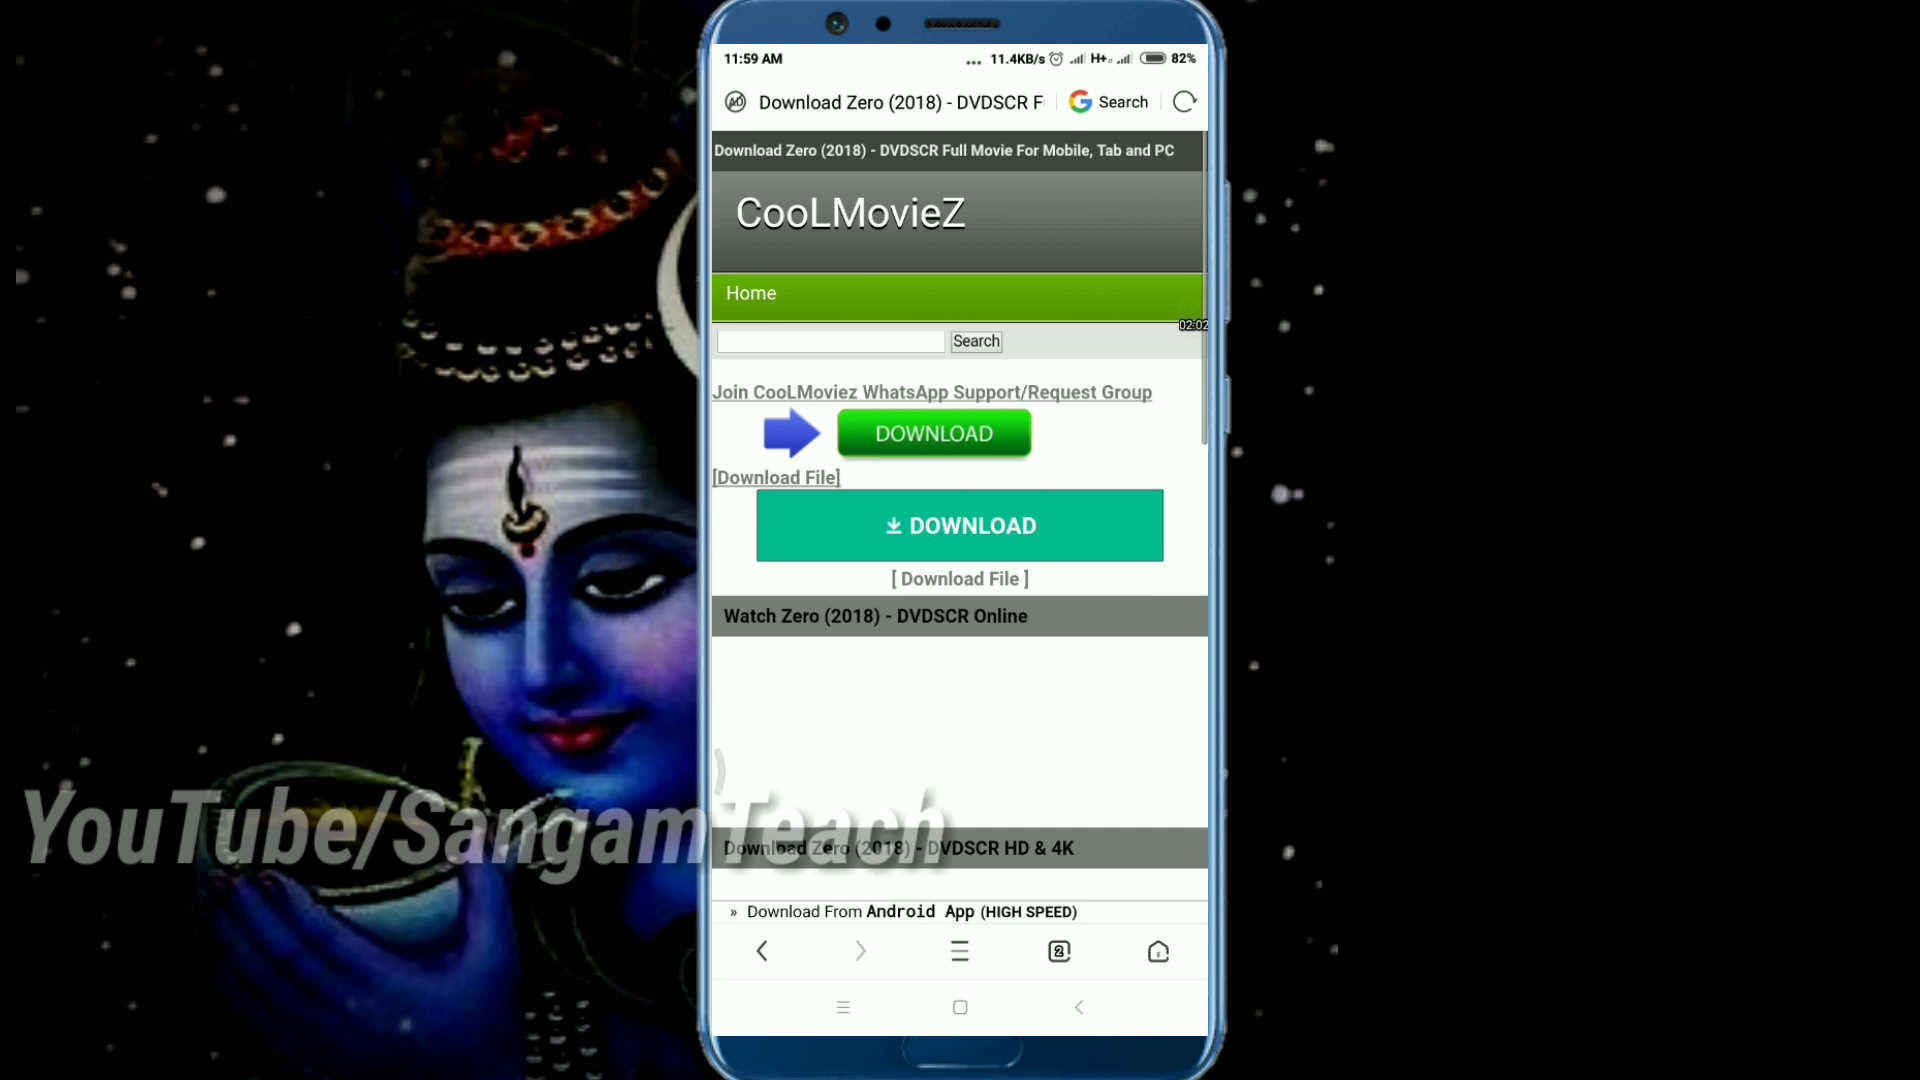 11:59 AM
... 11.4KB/s H+ 82%
AD Download Zero (2018) - DVDSCR F
Search
Download Zero (2018) - DVDSCR Full Movie For Mobile, Tab and PC
CooLMovieZ
Home
02:02
Search
Join CooLMoviez WhatsApp Support/Request Group
DOWNLOAD
[Download File]
DOWNLOAD
[ Download File ]
Watch Zero (2018) - DVDSCR Online
YouTube/SangamTeach
Download Zero (2018) - DVDSCR HD & 4K
» Download From Android App (HIGH SPEED)
2